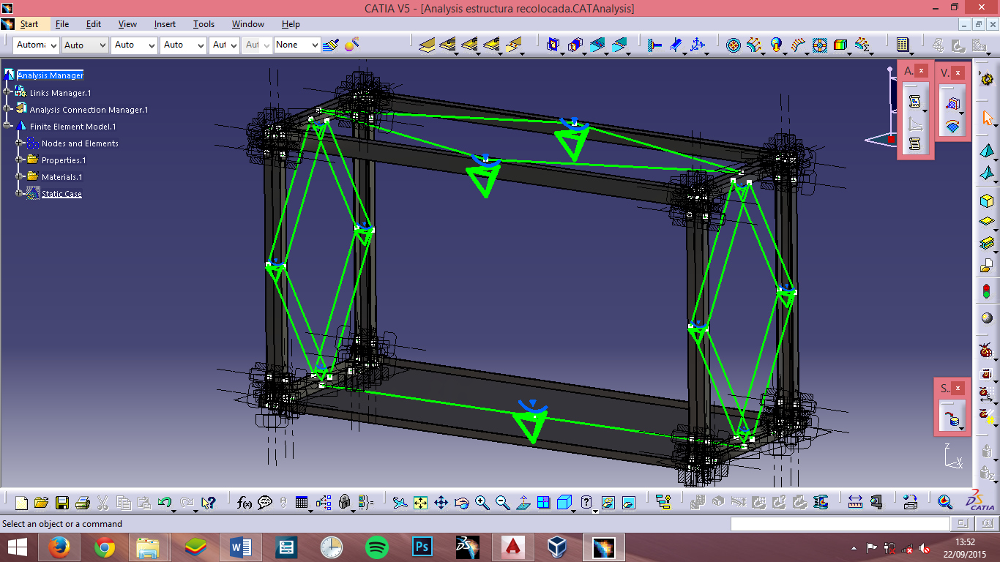 CATIA V5 - [Analysis estructura recolocada.CATAnalysis]
Start File Edit View Insert Tools Window Help
Automa Auto Auto Auto Aut Aut None
Analysis Manager
Links Manager.1
Analysis Connection Manager.1
Finite Element Model.1
Nodes and Elements
Properties.1
Materials.1
Static Case
A..
V..
S..
z
y
x
f(x)
DS
CATIA
Select an object or a command
Ps
13:52
22/09/2015